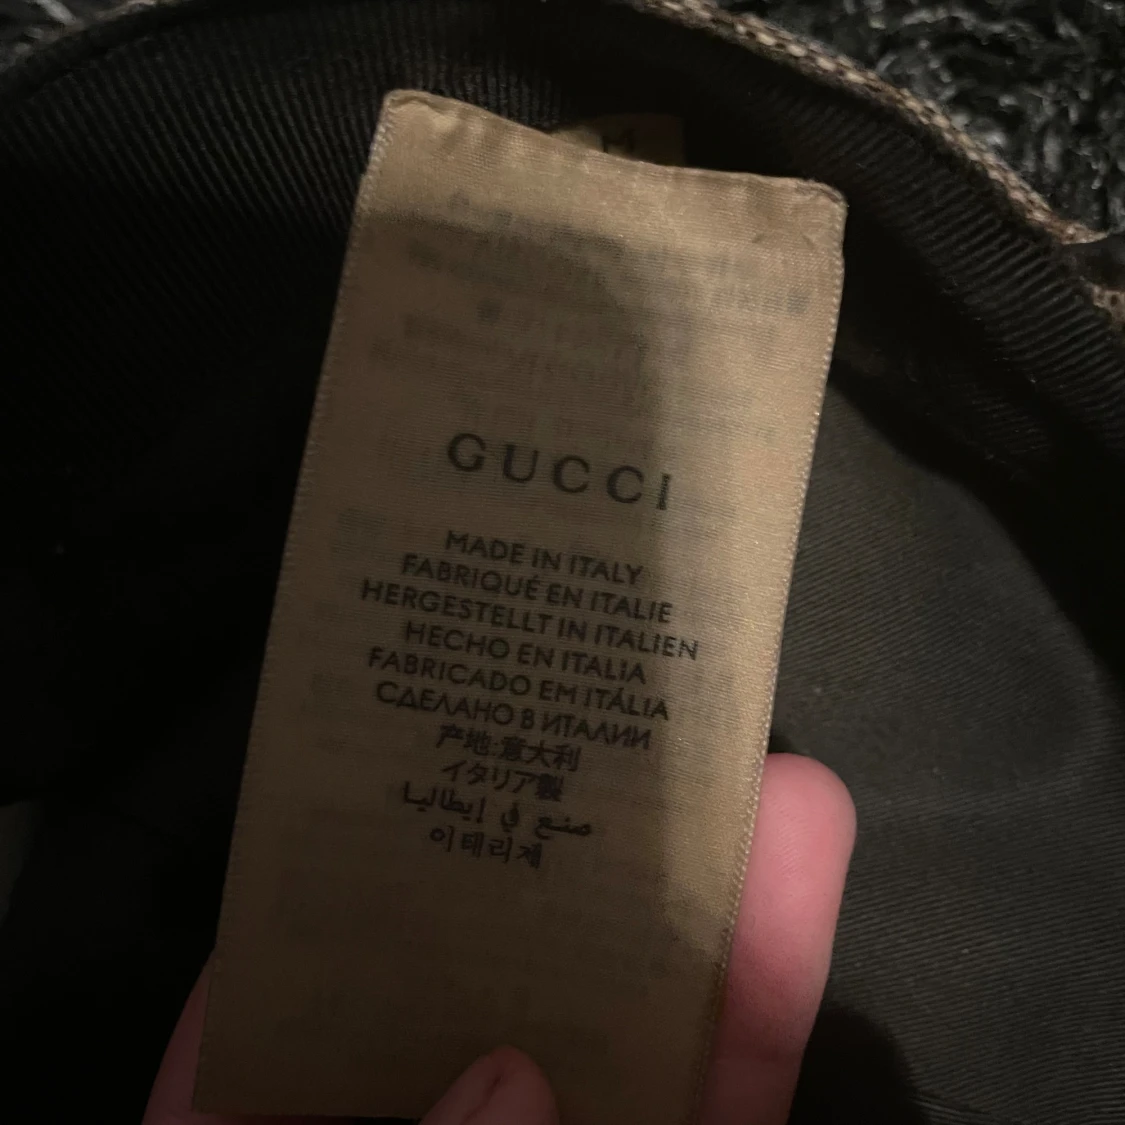 GUCCI
MADE IN ITALY
FABRIQUÉ EN ITALIE
HERGESTELLT IN ITALIEN
HECHO EN ITALIA
FABRICADO EM ITÁLIA
СДЕЛАНО В ИТАЛИИ
产地:意大利
イタリア製
صنع في إيطاليا
이태리제